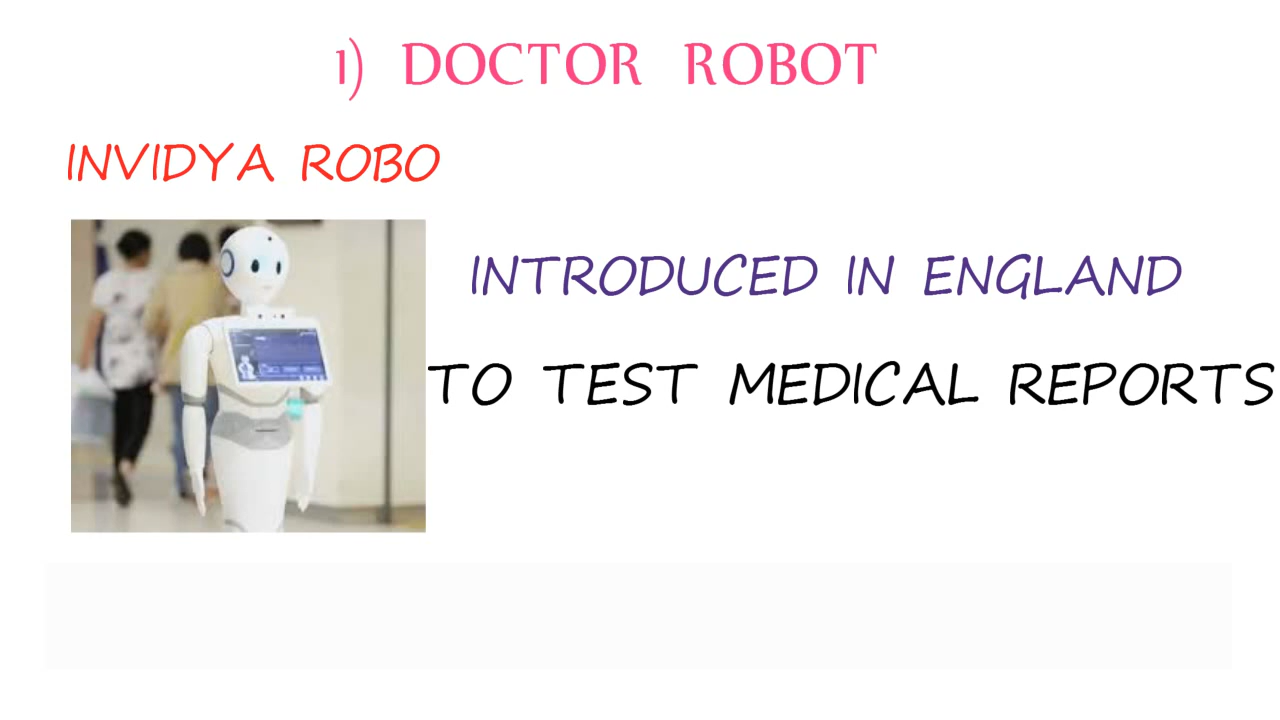 1) DOCTOR ROBOT
INVIDYA ROBO
INTRODUCED IN ENGLAND
TO TEST MEDICAL REPORTS